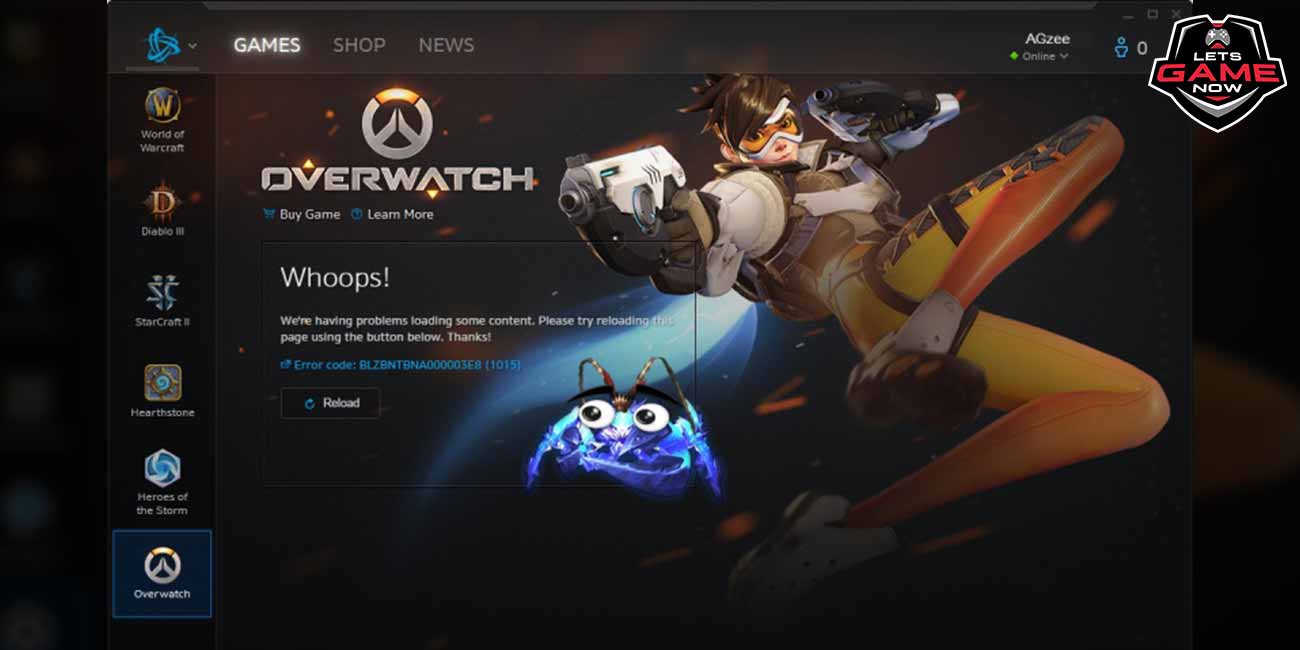 GAMES SHOP NEWS
AGzee
Online
0
LETS
GAME
NOW
W
World of
Warcraft
D
Diablo III
StarCraft II
Hearthstone
Heroes of
the Storm
Overwatch
OVERWATCH
Buy Game Learn More
Whoops!
We're having problems loading some content. Please try reloading this
page using the button below. Thanks!
Error code: BLZBNTBNA000003E8 (1015)
Reload